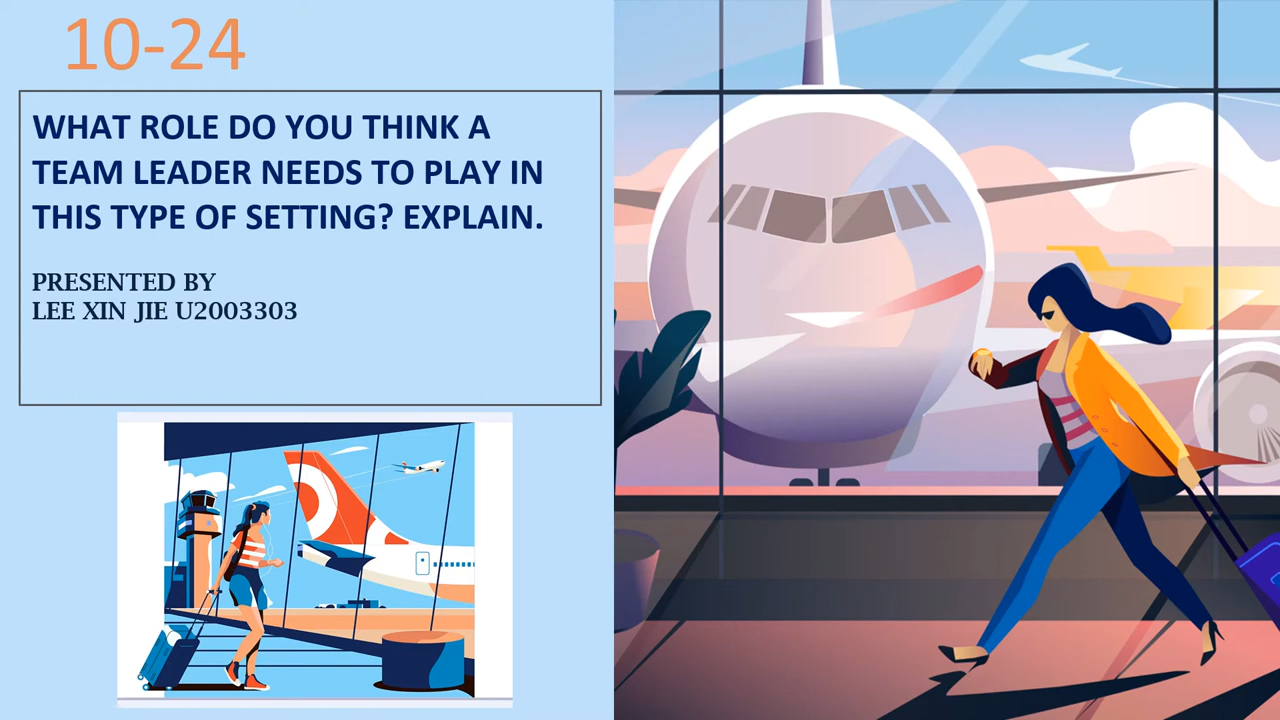 10-24
WHAT ROLE DO YOU THINK A
TEAM LEADER NEEDS TO PLAY IN
THIS TYPE OF SETTING? EXPLAIN.
PRESENTED BY
LEE XIN JIE U2003303